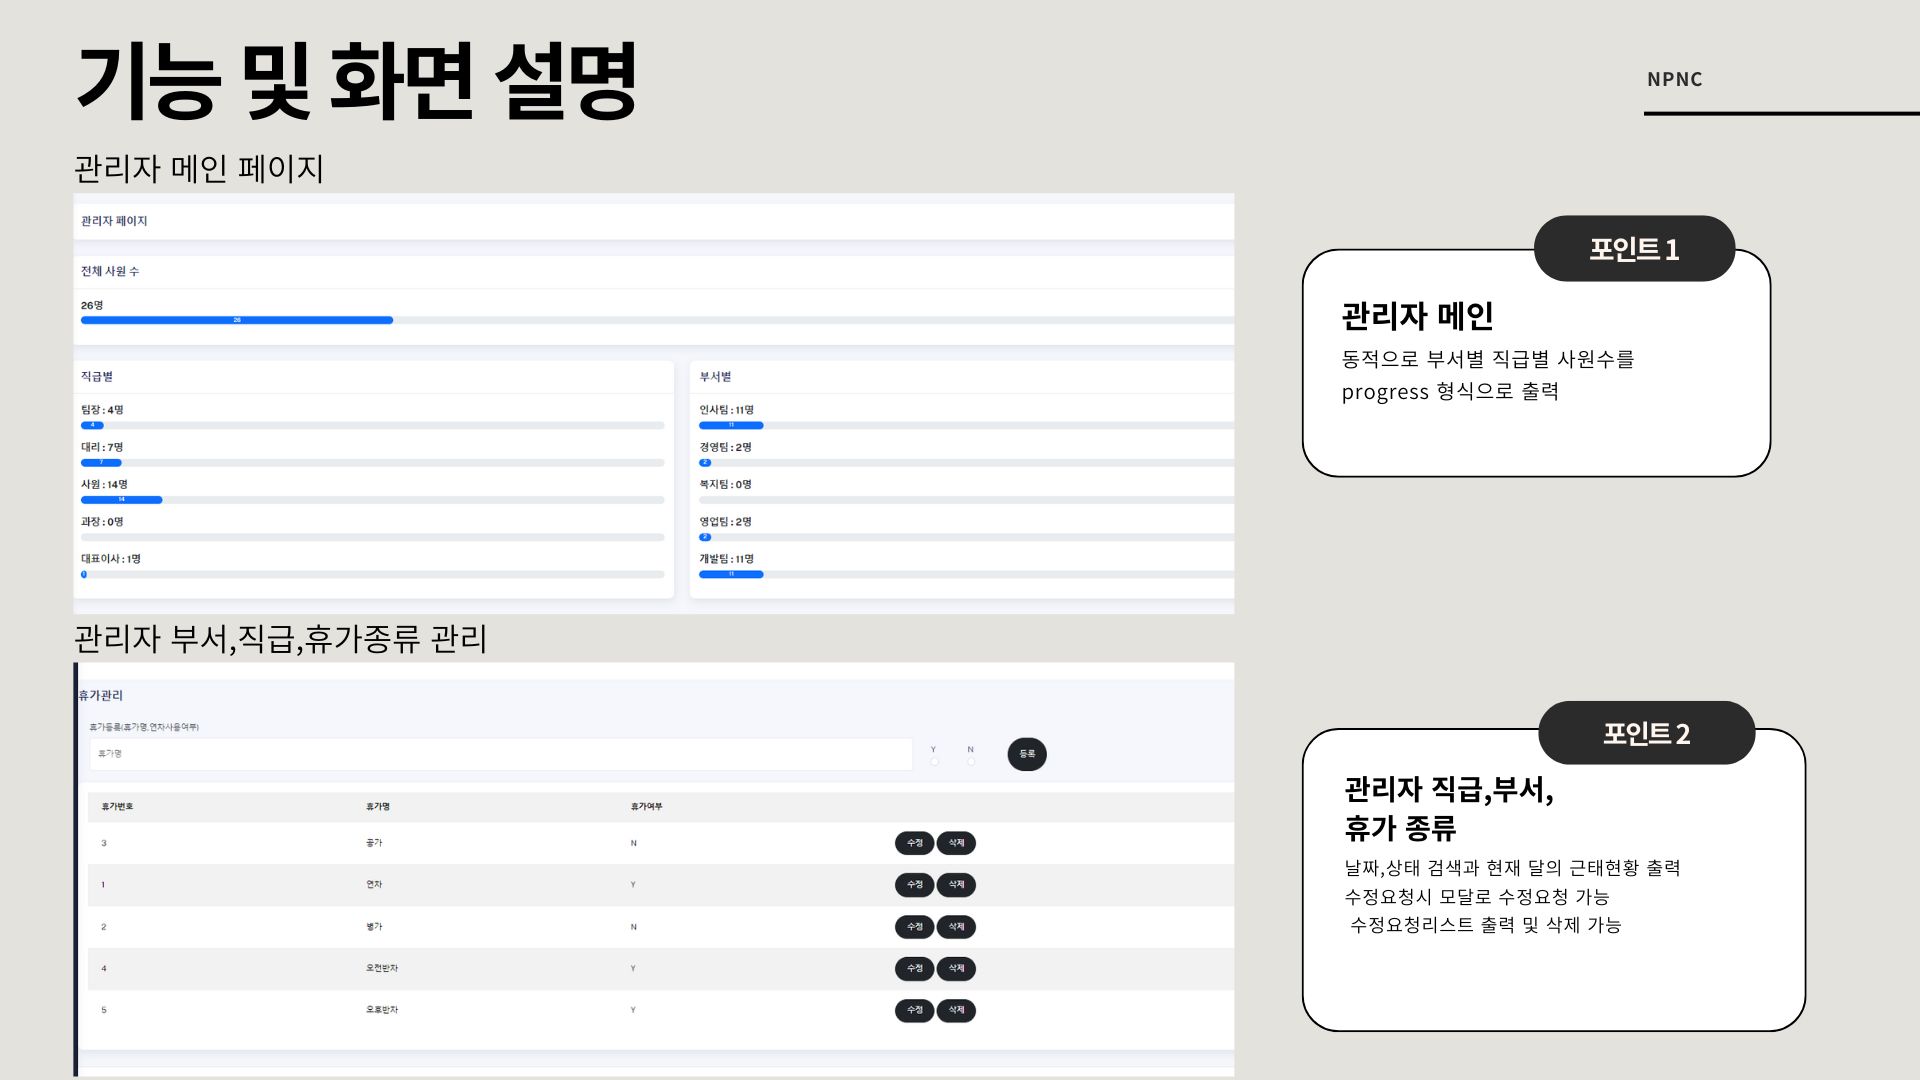 기능 및 화면 설명
NPNC
관리자 메인 페이지
관리자 페이지
전체 사원 수
26명
26
직급별
팀장 : 4명
4
대리 : 7명
7
사원 : 14명
14
과장 : 0명
대표이사 : 1명
1
부서별
인사팀 : 11명
11
경영팀 : 2명
2
복지팀 : 0명
영업팀 : 2명
2
개발팀 : 11명
11
포인트 1
관리자 메인
동적으로 부서별 직급별 사원수를
progress 형식으로 출력
관리자 부서,직급,휴가종류 관리
휴가관리
휴가등록(휴가명,연차사용여부)
휴가명 Y N 등록
휴가번호 휴가명 휴가여부
3 공가 N 수정 삭제
1 연차 Y 수정 삭제
2 병가 N 수정 삭제
4 오전반차 Y 수정 삭제
5 오후반차 Y 수정 삭제
포인트 2
관리자 직급,부서,
휴가 종류
날짜,상태 검색과 현재 달의 근태현황 출력
수정요청시 모달로 수정요청 가능
수정요청리스트 출력 및 삭제 가능